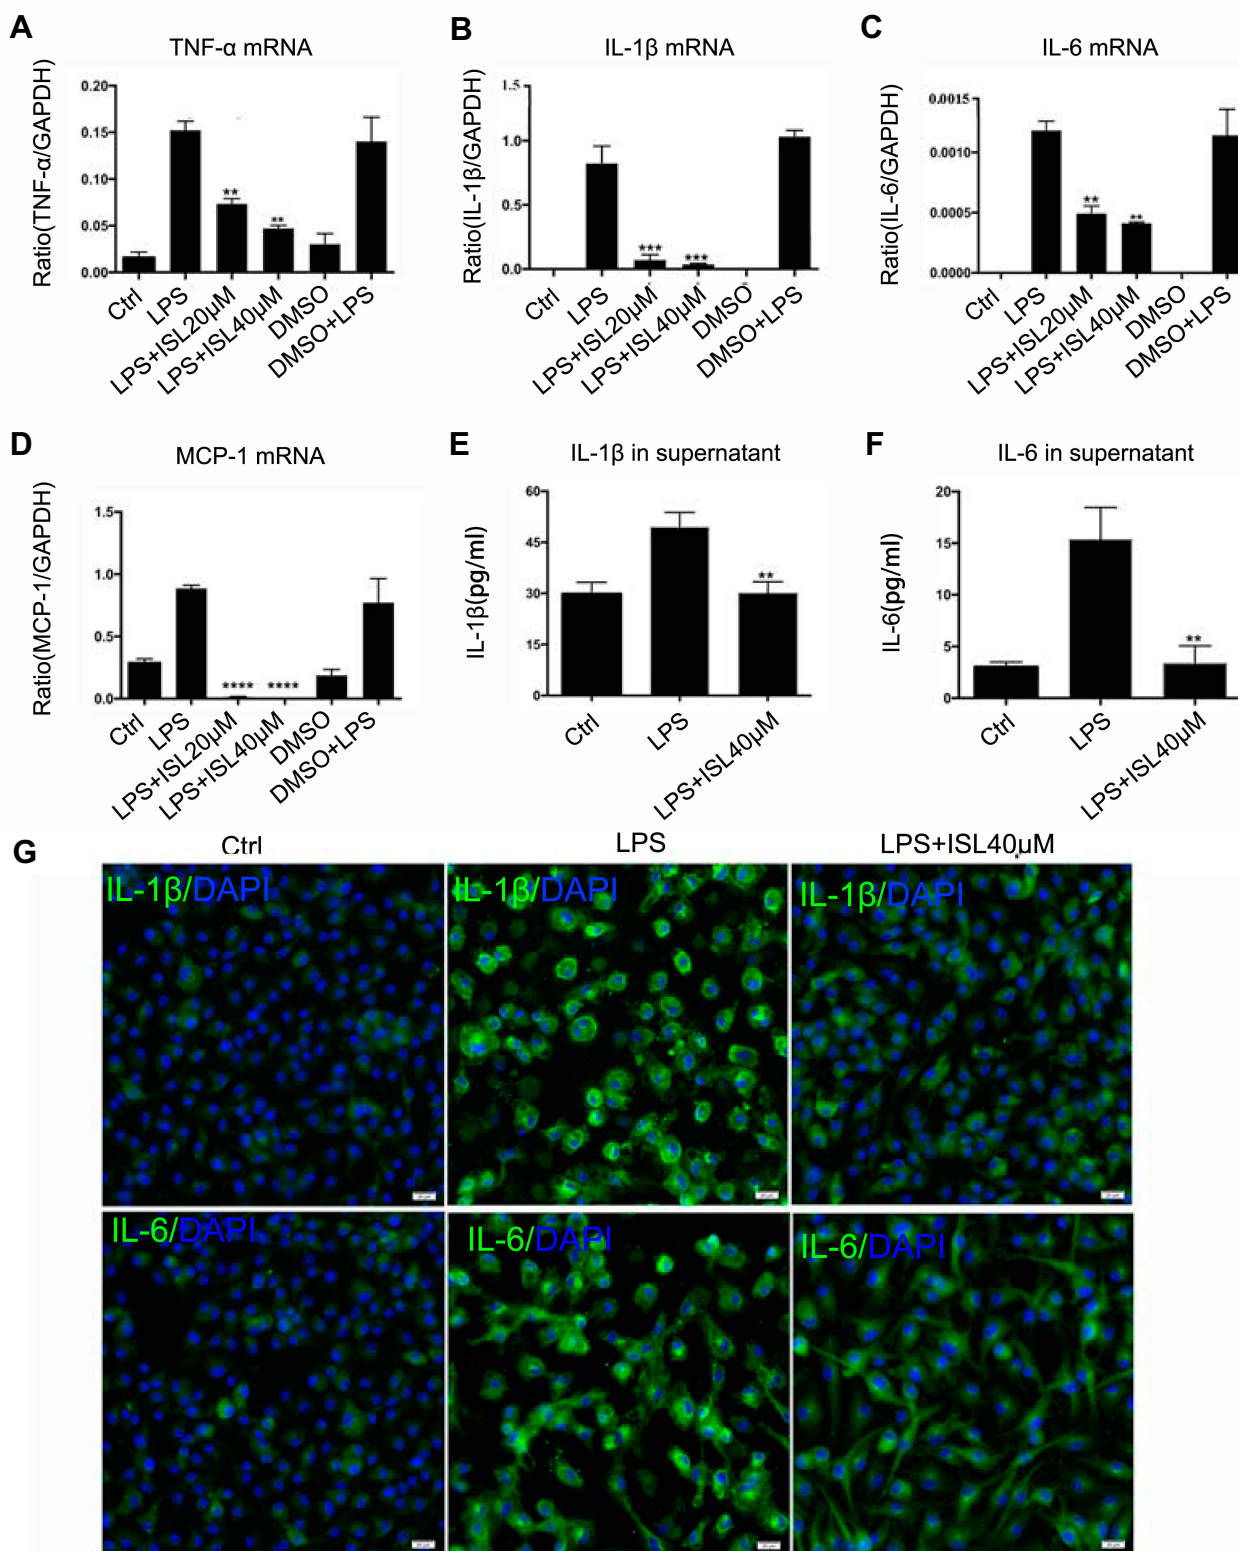 A
TNF-α mRNA
Ratio(TNF-α/GAPDH)
0.20
0.15
0.10
0.05
0.00
**
**
Ctrl
LPS
LPS+ISL20μM
LPS+ISL40μM
DMSO
DMSO+LPS
B
IL-1β mRNA
Ratio(IL-1β/GAPDH)
1.5
1.0
0.5
0.0
***
***
Ctrl
LPS
LPS+ISL20μM
LPS+ISL40μM
DMSO
DMSO+LPS
C
IL-6 mRNA
Ratio(IL-6/GAPDH)
0.0015
0.0010
0.0005
0.0000
**
**
Ctrl
LPS
LPS+ISL20μM
LPS+ISL40μM
DMSO
DMSO+LPS
D
MCP-1 mRNA
Ratio(MCP-1/GAPDH)
1.5
1.0
0.5
0.0
****
****
Ctrl
LPS
LPS+ISL20μM
LPS+ISL40μM
DMSO
DMSO+LPS
E
IL-1β in supernatant
IL-1β(pg/ml)
60
45
30
15
0
**
Ctrl
LPS
LPS+ISL40μM
F
IL-6 in supernatant
IL-6(pg/ml)
20
15
10
5
0
**
Ctrl
LPS
LPS+ISL40μM
G
Ctrl
LPS
LPS+ISL40μM
IL-1β/DAPI
IL-1β/DAPI
IL-1β/DAPI
IL-6/DAPI
IL-6/DAPI
IL-6/DAPI